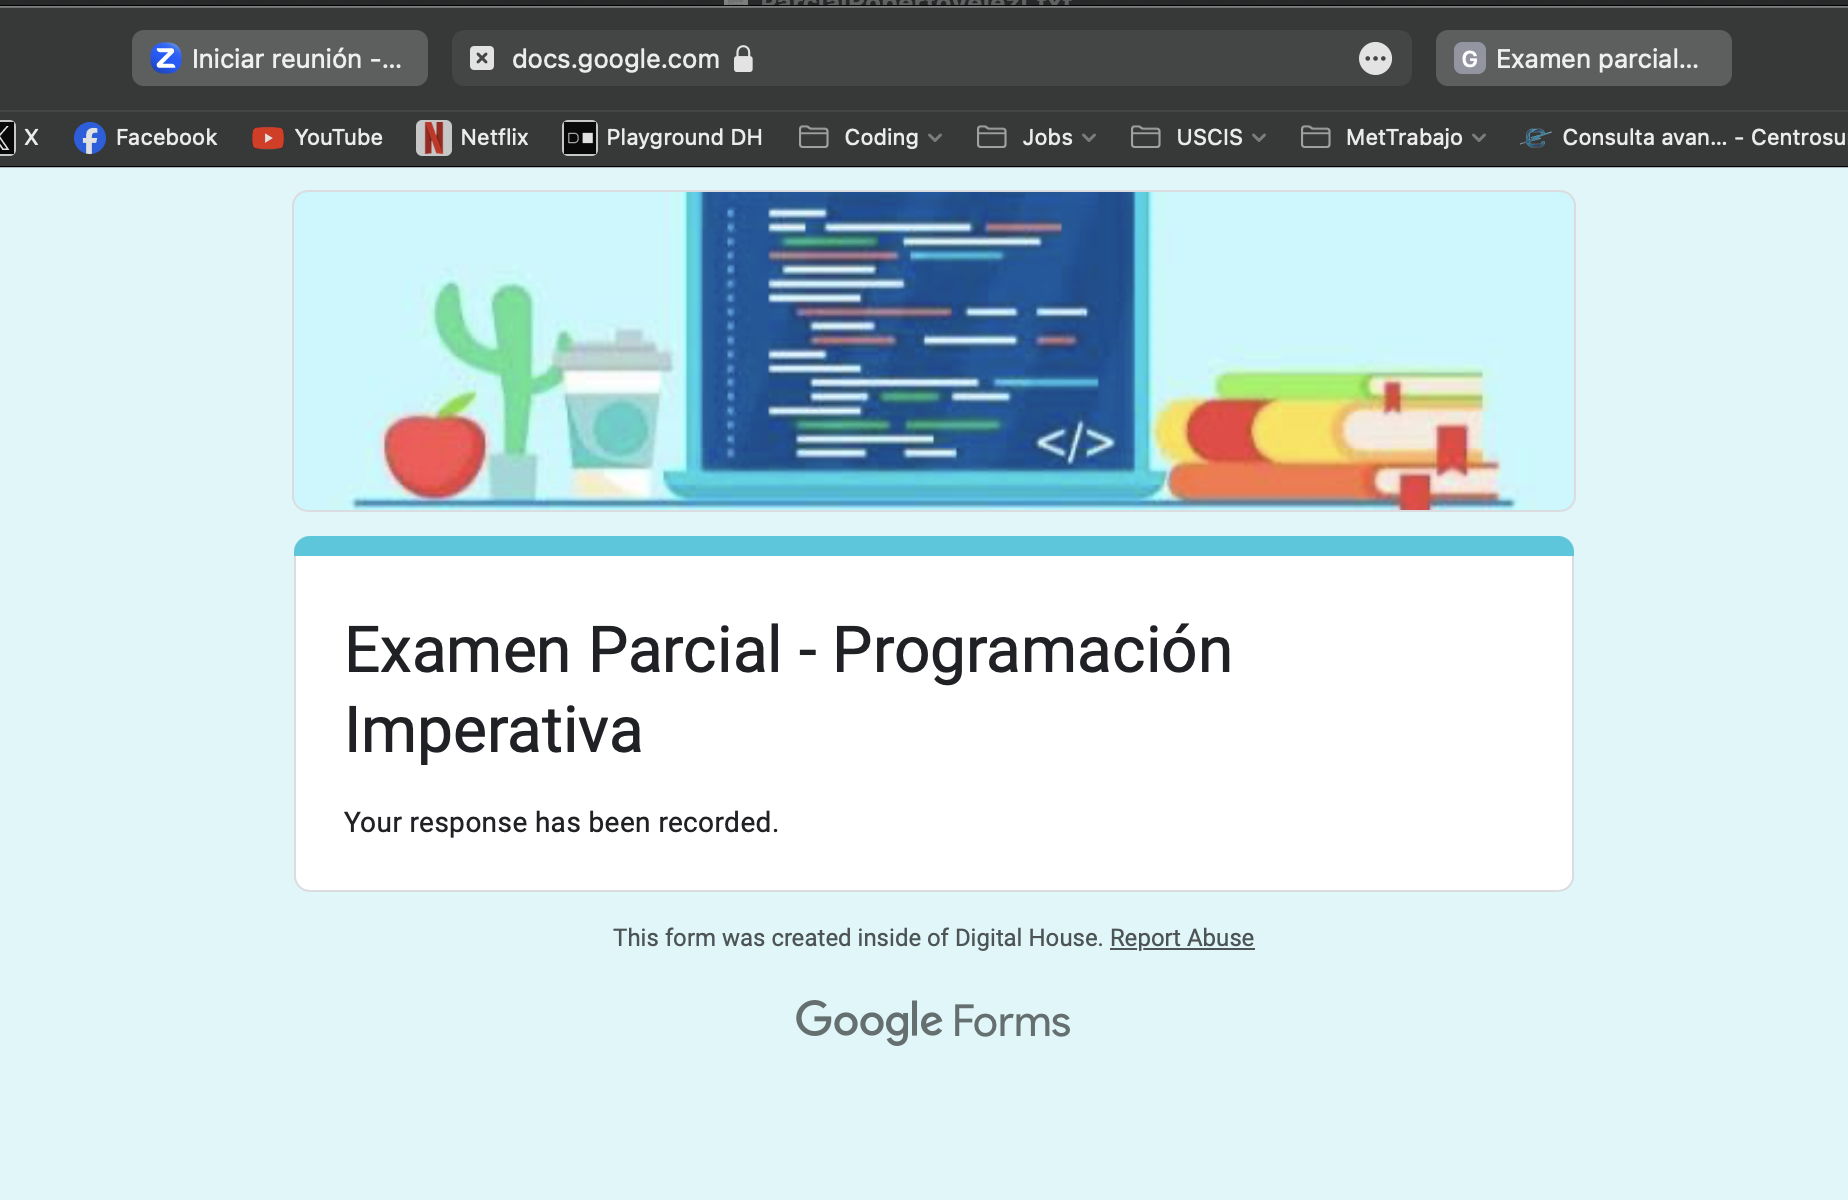 Iniciar reunión -...
docs.google.com
Examen parcial...
X
Facebook
YouTube
Netflix
Playground DH
Coding
Jobs
USCIS
MetTrabajo
Consulta avan... - Centrosu
</>
Examen Parcial - Programación
Imperativa
Your response has been recorded.
This form was created inside of Digital House. Report Abuse
Google Forms